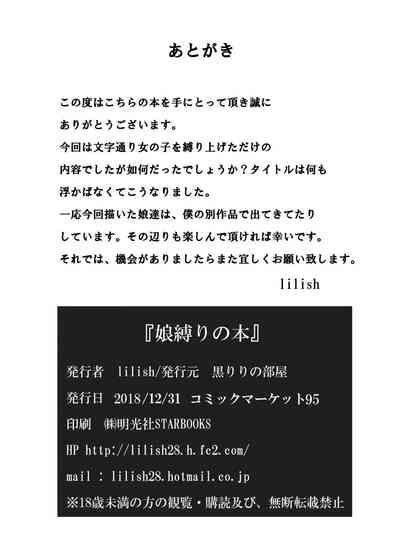 あとがき
この度はこちらの本を手にとって頂き誠に
ありがとうございます。
今回は文字通り女の子を縛り上げただけの
内容でしたが如何だったでしょうか？タイトルは何も
浮かばなくてこうなりました。
一応今回描いた娘達は、僕の別作品で出てきてたり
しています。その辺りも楽しんで頂ければ幸いです。
それでは、機会がありましたらまた宜しくお願い致します。
lilish
『娘縛りの本』
発行者　lilish/発行元　黒りりの部屋
発行日　2018/12/31　コミックマーケット95
印刷　㈱明光社STARBOOKS
HP http://lilish28.h.fc2.com/
mail : lilish28.hotmail.co.jp
※18歳未満の方の観覧・購読及び、無断転載禁止